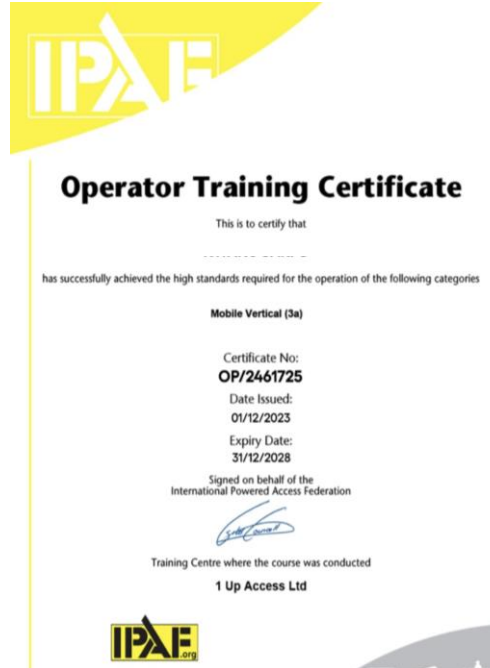 IPAF
Operator Training Certificate
This is to certify that
has successfully achieved the high standards required for the operation of the following categories
Mobile Vertical (3a)
Certificate No:
OP/2461725
Date Issued:
01/12/2023
Expiry Date:
31/12/2028
Signed on behalf of the
International Powered Access Federation
Training Centre where the course was conducted
1 Up Access Ltd
IPAF
.org